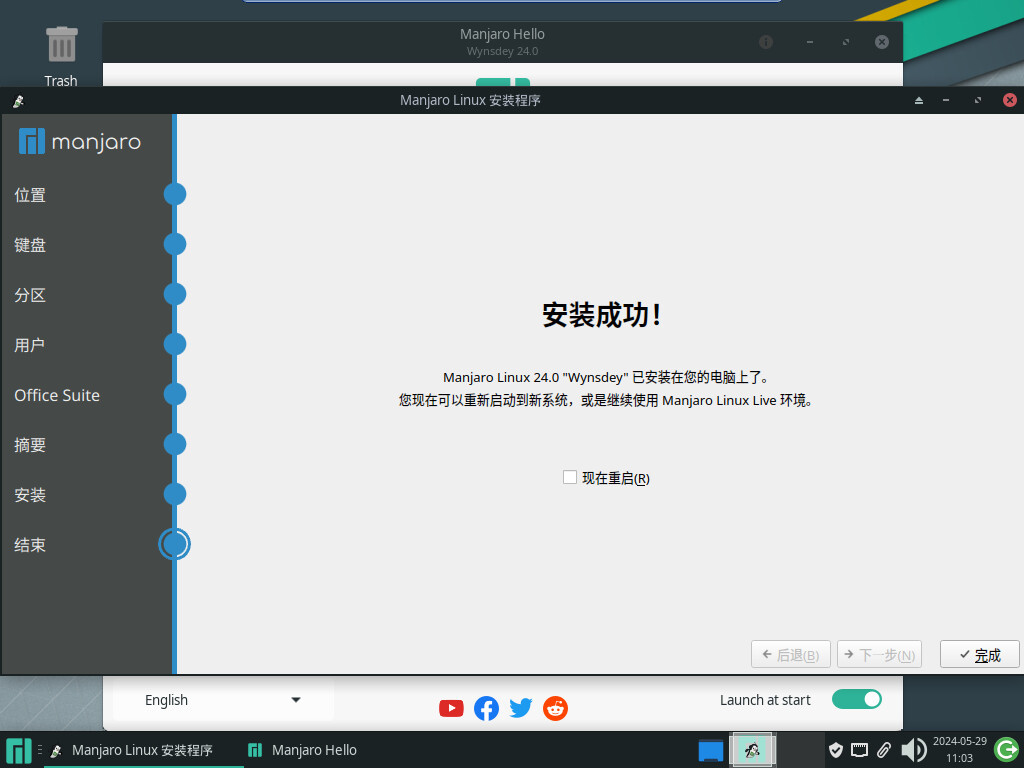 Trash
Manjaro Hello
Wynsdey 24.0
Manjaro Linux 安装程序
manjaro
位置
键盘
分区
用户
Office Suite
摘要
安装
结束
安装成功！
Manjaro Linux 24.0 "Wynsdey" 已安装在您的电脑上了。
您现在可以重新启动到新系统，或是继续使用 Manjaro Linux Live 环境。
现在重启(R)
后退(B)
下一步(N)
完成
English
Launch at start
Manjaro Linux 安装程序
Manjaro Hello
2024-05-29
11:03